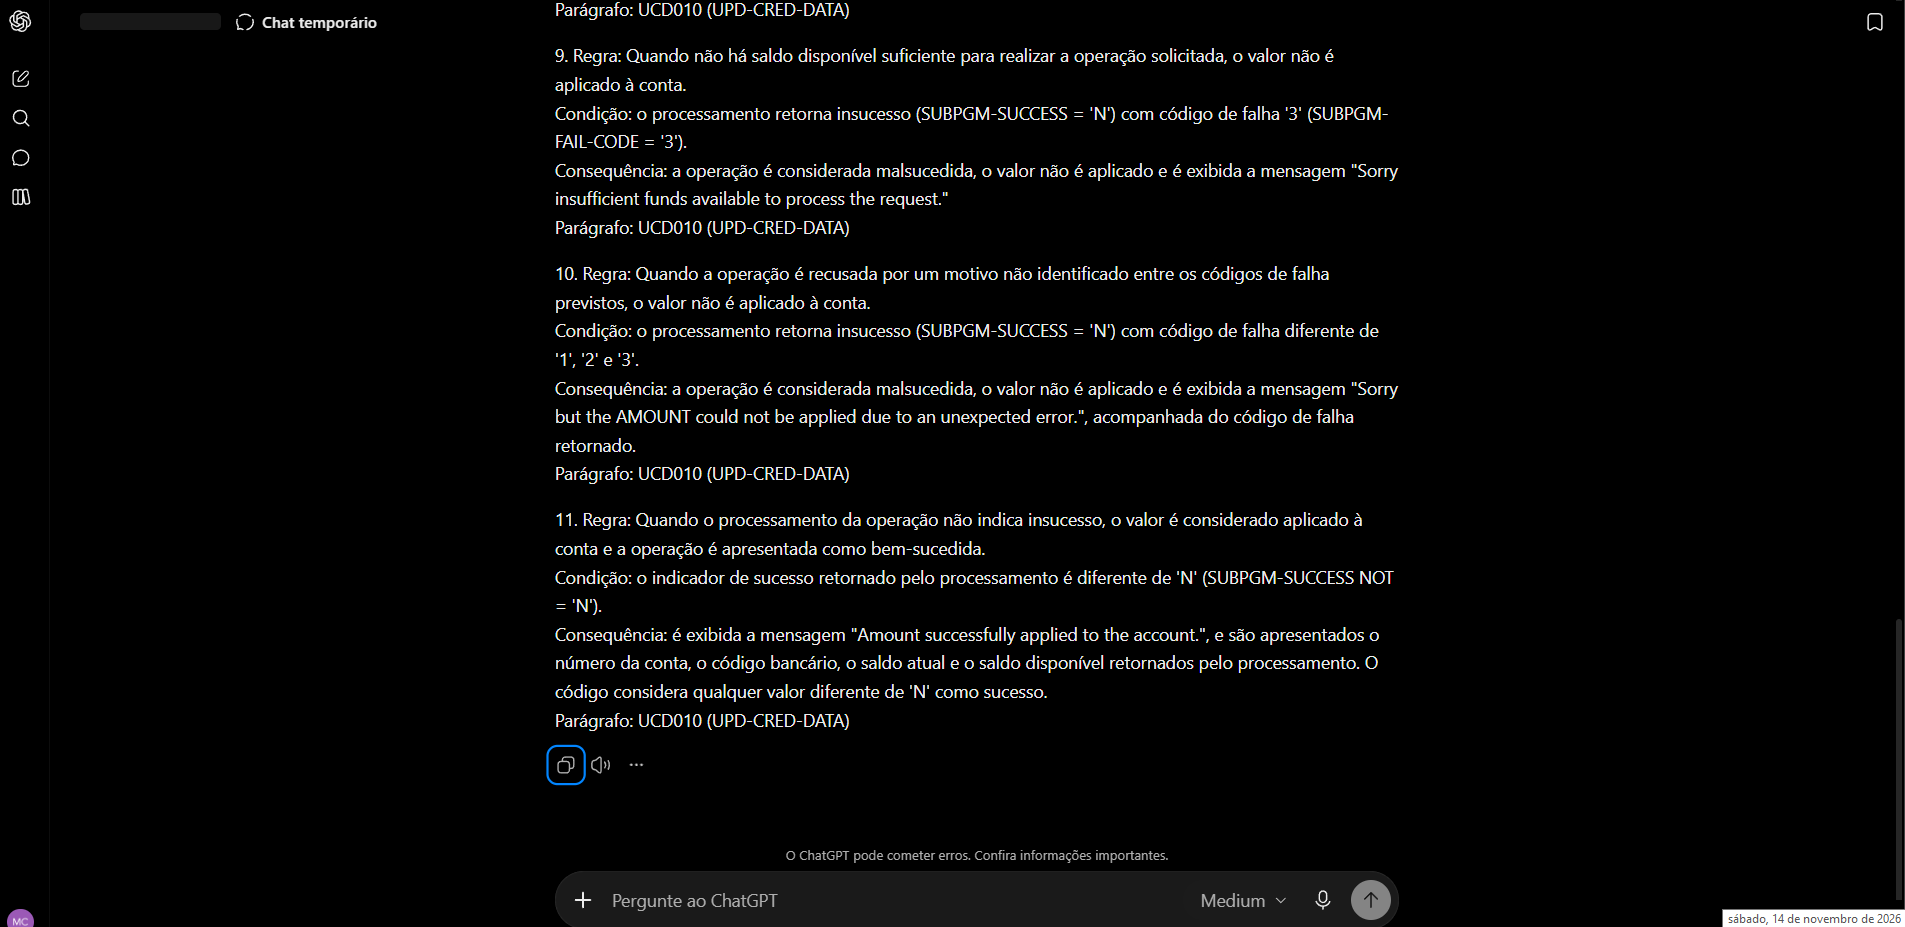 Chat temporário
Parágrafo: UCD010 (UPD-CRED-DATA)
9. Regra: Quando não há saldo disponível suficiente para realizar a operação solicitada, o valor não é
aplicado à conta.
Condição: o processamento retorna insucesso (SUBPGM-SUCCESS = 'N') com código de falha '3' (SUBPGM-
FAIL-CODE = '3').
Consequência: a operação é considerada malsucedida, o valor não é aplicado e é exibida a mensagem "Sorry
insufficient funds available to process the request."
Parágrafo: UCD010 (UPD-CRED-DATA)
10. Regra: Quando a operação é recusada por um motivo não identificado entre os códigos de falha
previstos, o valor não é aplicado à conta.
Condição: o processamento retorna insucesso (SUBPGM-SUCCESS = 'N') com código de falha diferente de
'1', '2' e '3'.
Consequência: a operação é considerada malsucedida, o valor não é aplicado e é exibida a mensagem "Sorry
but the AMOUNT could not be applied due to an unexpected error.", acompanhada do código de falha
retornado.
Parágrafo: UCD010 (UPD-CRED-DATA)
11. Regra: Quando o processamento da operação não indica insucesso, o valor é considerado aplicado à
conta e a operação é apresentada como bem-sucedida.
Condição: o indicador de sucesso retornado pelo processamento é diferente de 'N' (SUBPGM-SUCCESS NOT
= 'N').
Consequência: é exibida a mensagem "Amount successfully applied to the account.", e são apresentados o
número da conta, o código bancário, o saldo atual e o saldo disponível retornados pelo processamento. O
código considera qualquer valor diferente de 'N' como sucesso.
Parágrafo: UCD010 (UPD-CRED-DATA)
O ChatGPT pode cometer erros. Confira informações importantes.
Pergunte ao ChatGPT
Medium
MC
sábado, 14 de novembro de 2026